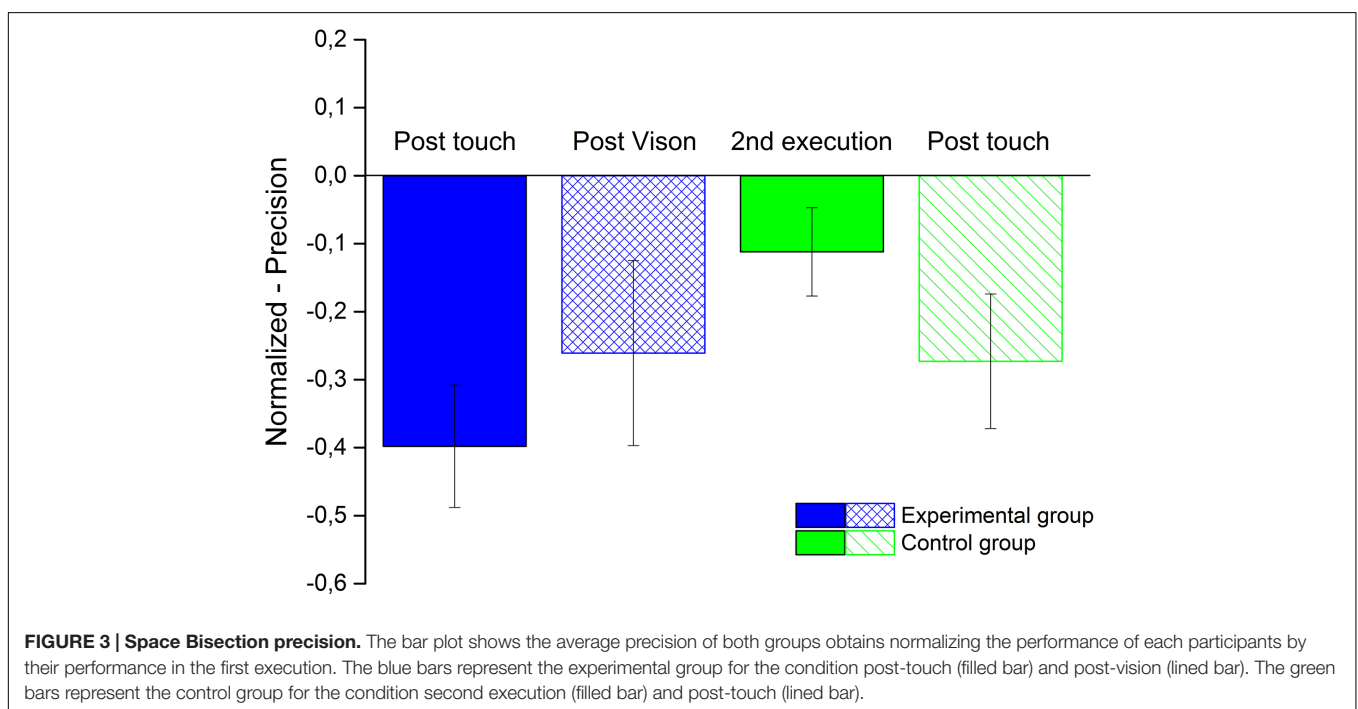 0,2
0,1
Post touch Post Vison 2nd execution Post touch
0,0
-0,1
-0,2
-0,3
-0,4
-0,5
-0,6
Normalized - Precision
Experimental group
Control group
FIGURE 3 | Space Bisection precision. The bar plot shows the average precision of both groups obtains normalizing the performance of each participants by
their performance in the first execution. The blue bars represent the experimental group for the condition post-touch (filled bar) and post-vision (lined bar). The green
bars represent the control group for the condition second execution (filled bar) and post-touch (lined bar).